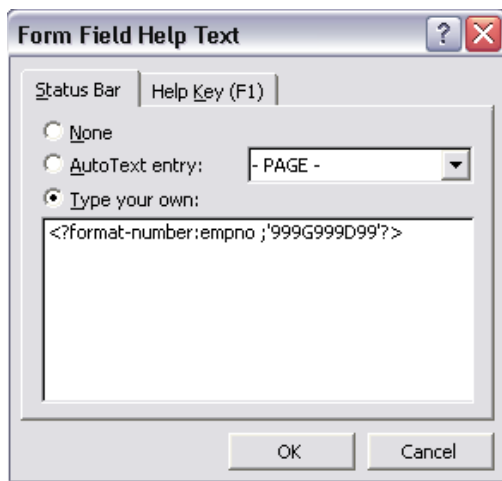 Form Field Help Text
Status Bar
Help Key (F1)
None
AutoText entry:
- PAGE -
Type your own:
<?format-number:empno ;'999G999D99'?>
OK
Cancel